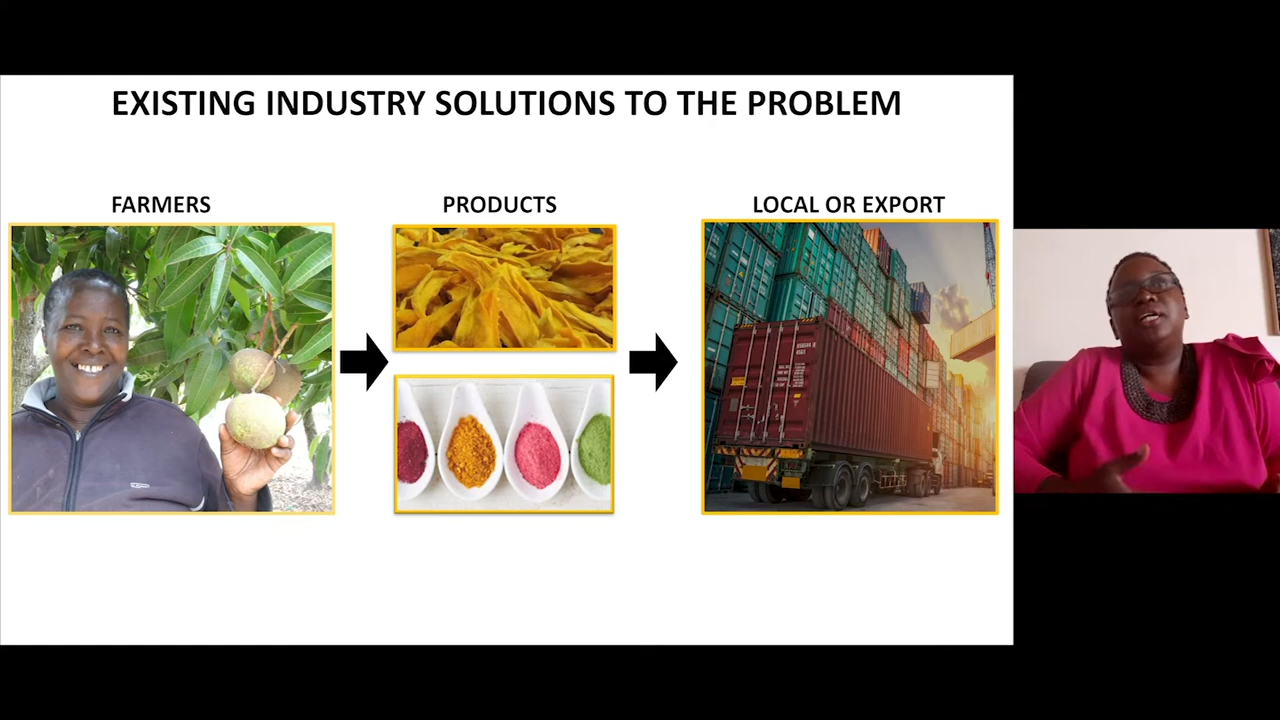 EXISTING INDUSTRY SOLUTIONS TO THE PROBLEM
FARMERS
PRODUCTS
LOCAL OR EXPORT